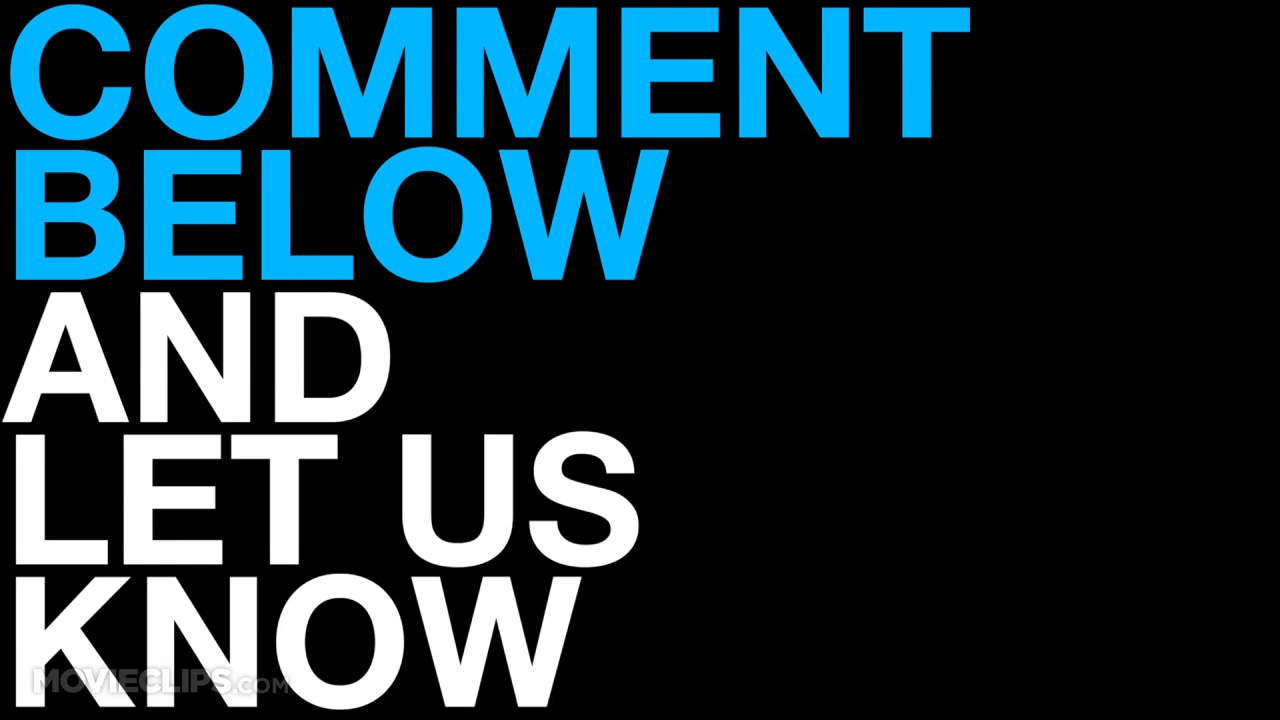 COMMENT
BELOW
AND
LET US
KNOW
MOVIECLIPS.COM